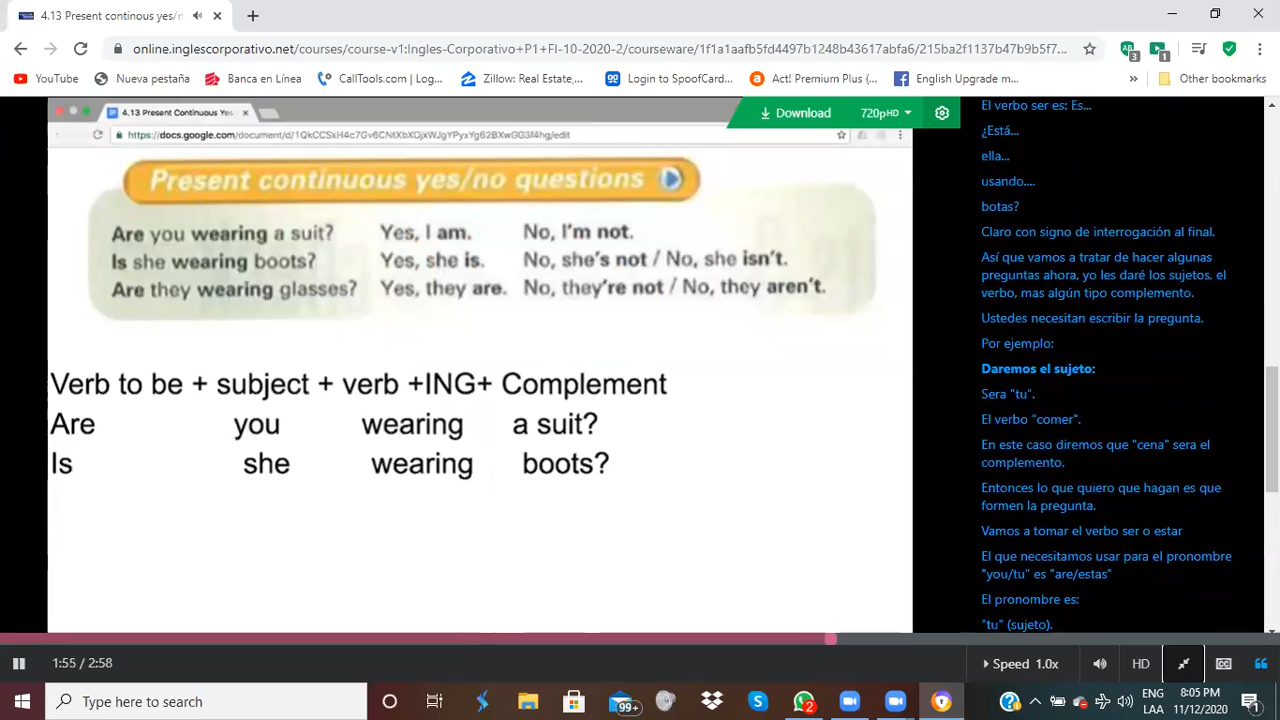 4.13 Present continous yes/n
online.inglescorporativo.net/courses/course-v1:Ingles-Corporativo+P1+FI-10-2020-2/courseware/1f1a1aafb5fd4497b1248b43617abfa6/215ba2f1137b47b9b5f7...
3
1
YouTube
Nueva pestaña
Banca en Línea
CallTools.com | Log...
Zillow: Real Estate,...
Login to SpoofCard...
Act! Premium Plus (...
English Upgrade m...
»
Other bookmarks
4.13 Present Continuous Yes
Download
720pHD
https://docs.google.com/document/d/
Present continuous yes/no questions
Are you wearing a suit? Yes, I am. No, I'm not.
Is she wearing boots? Yes, she is. No, she's not / No, she isn't.
Are they wearing glasses? Yes, they are. No, they're not / No, they aren't.
Verb to be + subject + verb +ING+ Complement
Are you wearing a suit?
Is she wearing boots?
El verbo ser es: Es...
¿Está...
ella...
usando....
botas?
Claro con signo de interrogación al final.
Así que vamos a tratar de hacer algunas
preguntas ahora, yo les daré los sujetos, el
verbo, mas algún tipo complemento.
Ustedes necesitan escribir la pregunta.
Por ejemplo:
Daremos el sujeto:
Sera "tu".
El verbo "comer".
En este caso diremos que "cena" sera el
complemento.
Entonces lo que quiero que hagan es que
formen la pregunta.
Vamos a tomar el verbo ser o estar
El que necesitamos usar para el pronombre
"you/tu" es "are/estas"
El pronombre es:
"tu" (sujeto).
1:55 / 2:58
Speed 1.0x
HD
Type here to search
99+
2
ENG
LAA
8:05 PM
11/12/2020
1